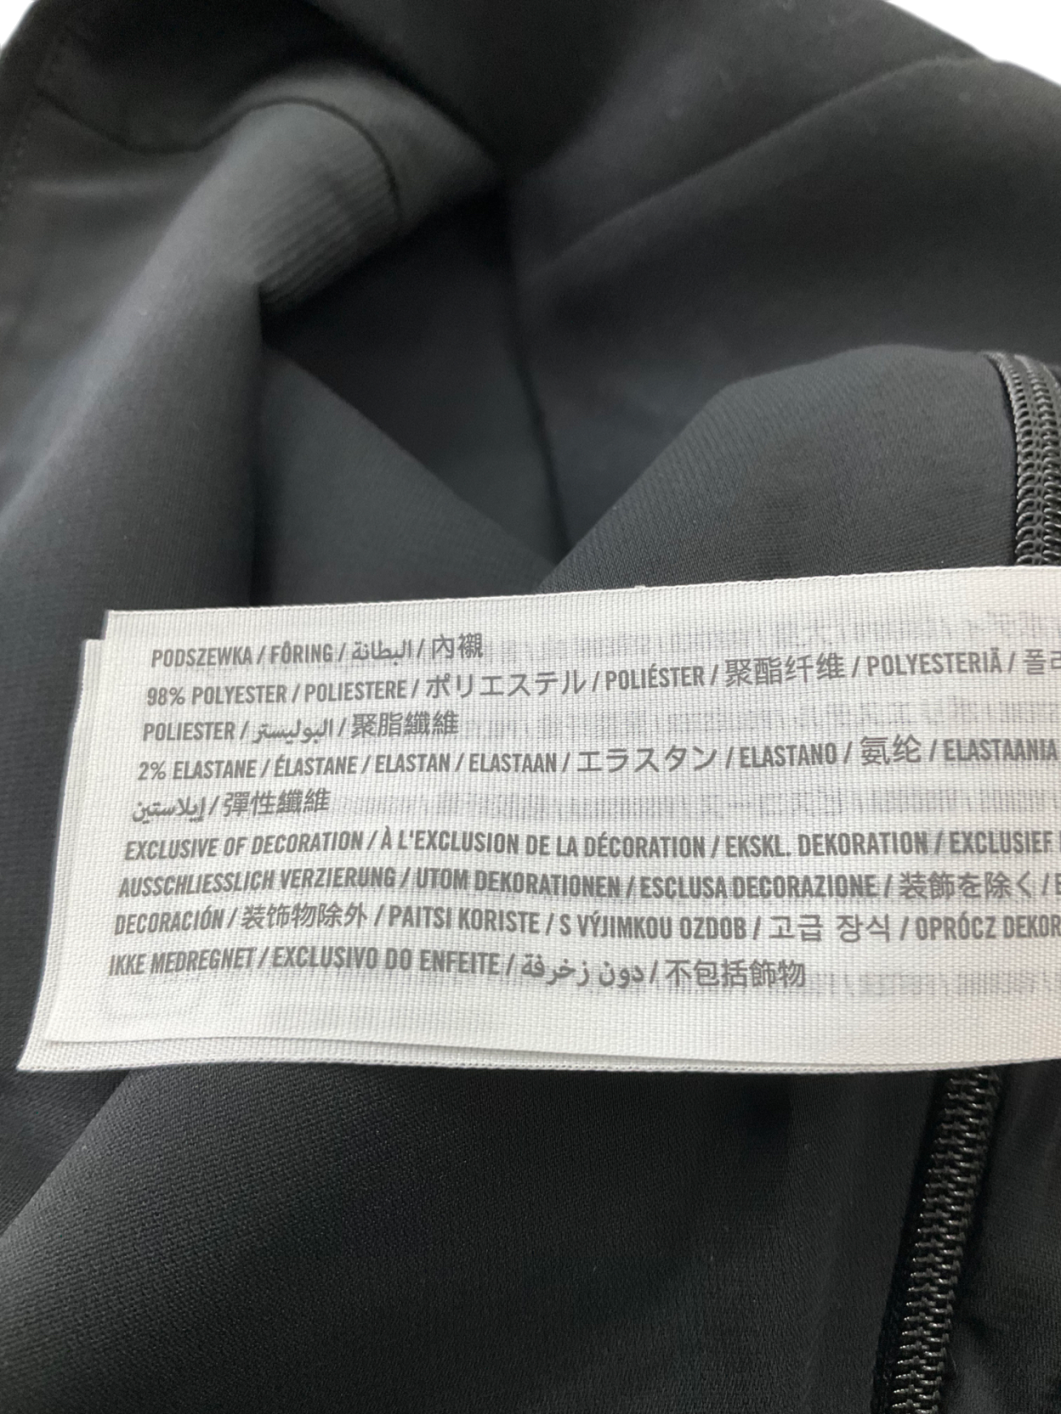 PODSZEWKA / FÔRING / البطانة / 內襯
98% POLYESTER / POLIESTERE / ポリエステル / POLIÉSTER / 聚酯纤维 / POLYESTERIÄ / 폴리
POLIESTER / البوليستر / 聚脂纖維
2% ELASTANE / ÉLASTANE / ELASTAN / ELASTAAN / エラスタン / ELASTANO / 氨纶 / ELASTAANIA
إيلاستين / 彈性纖維
EXCLUSIVE OF DECORATION / À L'EXCLUSION DE LA DÉCORATION / EKSKL. DEKORATION / EXCLUSIEF
AUSSCHLIESSLICH VERZIERUNG / UTOM DEKORATIONEN / ESCLUSA DECORAZIONE / 装飾を除く /
DECORACIÓN / 装饰物除外 / PAITSI KORISTE / S VÝJIMKOU OZDOB / 고급 장식 / OPRÓCZ DEKOR
IKKE MEDREGNET / EXCLUSIVO DO ENFEITE / دون زخرفة / 不包括飾物